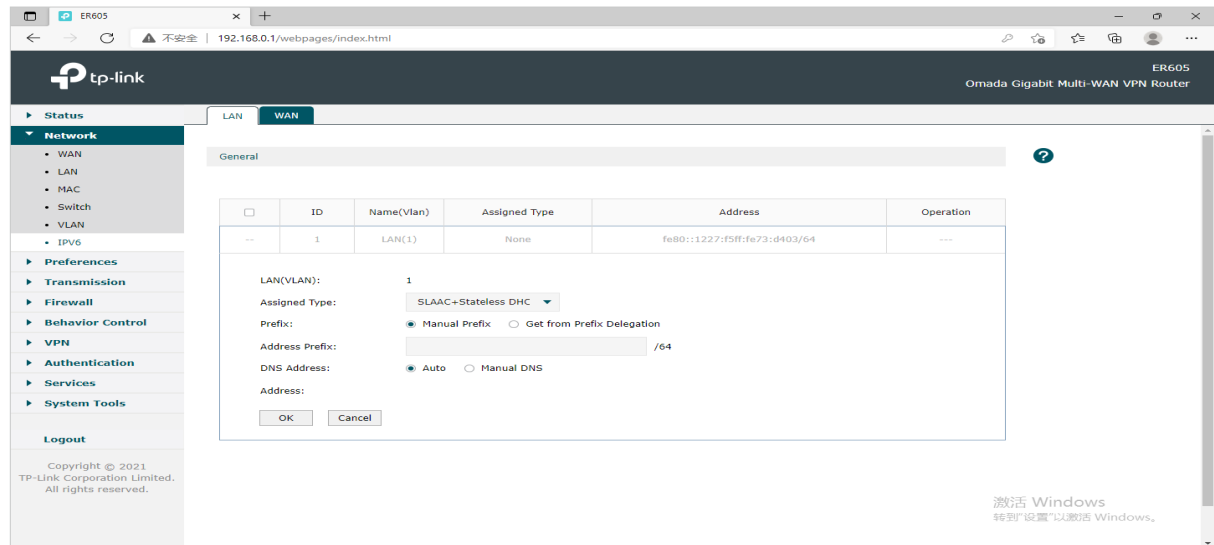 ER605
不安全 | 192.168.0.1/webpages/index.html
tp-link
ER605
Omada Gigabit Multi-WAN VPN Router
Status
Network
WAN
LAN
MAC
Switch
VLAN
IPV6
Preferences
Transmission
Firewall
Behavior Control
VPN
Authentication
Services
System Tools
Logout
Copyright © 2021
TP-Link Corporation Limited.
All rights reserved.
LAN WAN
General
?
ID Name(Vlan) Assigned Type Address Operation
-- 1 LAN(1) None fe80::1227:f5ff:fe73:d403/64 ---
LAN(VLAN): 1
Assigned Type: SLAAC+Stateless DHC
Prefix: Manual Prefix Get from Prefix Delegation
Address Prefix: /64
DNS Address: Auto Manual DNS
Address:
OK Cancel
激活 Windows
转到"设置"以激活 Windows。